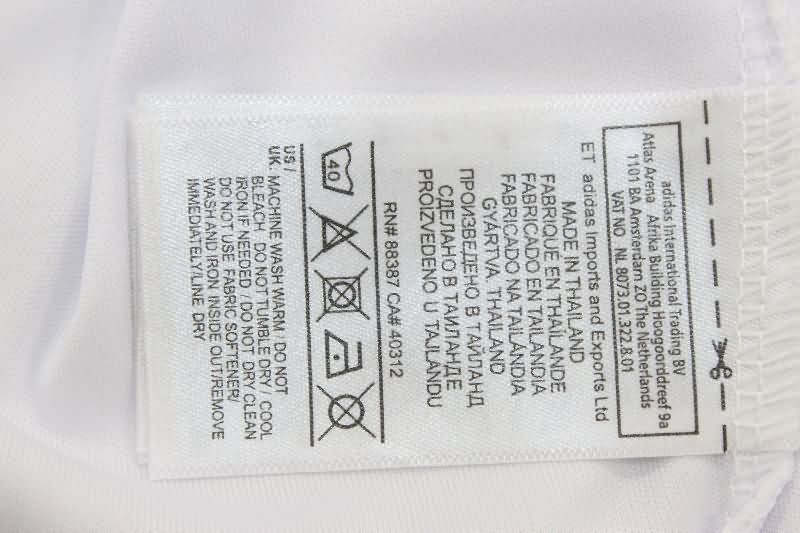 adidas International Trading BV
Atlas Arena Afrika Building Hoogoorddreef 9a
1101 BA Amsterdam ZO The Netherlands
VAT NO NL 8073.01.322.B.01
ET adidas Imports and Exports Ltd
MADE IN THAILAND
FABRIQUÉ EN THAÏLANDE
FABRICADO EN TAILANDIA
FABRICADO NA TAILÂNDIA
GYÁRTVA THAILAND
ПРОИЗВЕДЕНО В ТАЙЛАНД
СДЕЛАНО В ТАИЛАНДЕ
PROIZVEDENO U TAJLANDU
RN# 88387 CA# 40312
40
US /
UK: MACHINE WASH WARM / DO NOT
BLEACH DO NOT TUMBLE DRY / COOL
IRON IF NEEDED / DO NOT DRY CLEAN
DO NOT USE FABRIC SOFTENER/
WASH AND IRON INSIDE OUT/REMOVE
IMMEDIATELY/LINE DRY